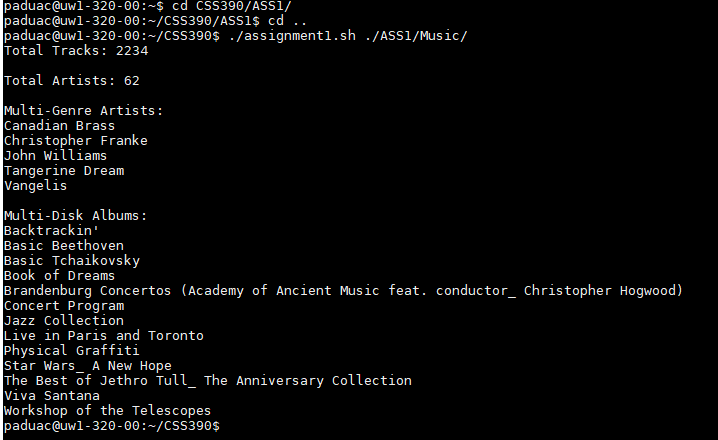 paduac@uw1-320-00:~$ cd CSS390/ASS1/
paduac@uw1-320-00:~/CSS390/ASS1$ cd ..
paduac@uw1-320-00:~/CSS390$ ./assignment1.sh ./ASS1/Music/
Total Tracks: 2234
Total Artists: 62
Multi-Genre Artists:
Canadian Brass
Christopher Franke
John Williams
Tangerine Dream
Vangelis
Multi-Disk Albums:
Backtrackin'
Basic Beethoven
Basic Tchaikovsky
Book of Dreams
Brandenburg Concertos (Academy of Ancient Music feat. conductor_ Christopher Hogwood)
Concert Program
Jazz Collection
Live in Paris and Toronto
Physical Graffiti
Star Wars_ A New Hope
The Best of Jethro Tull_ The Anniversary Collection
Viva Santana
Workshop of the Telescopes
paduac@uw1-320-00:~/CSS390$